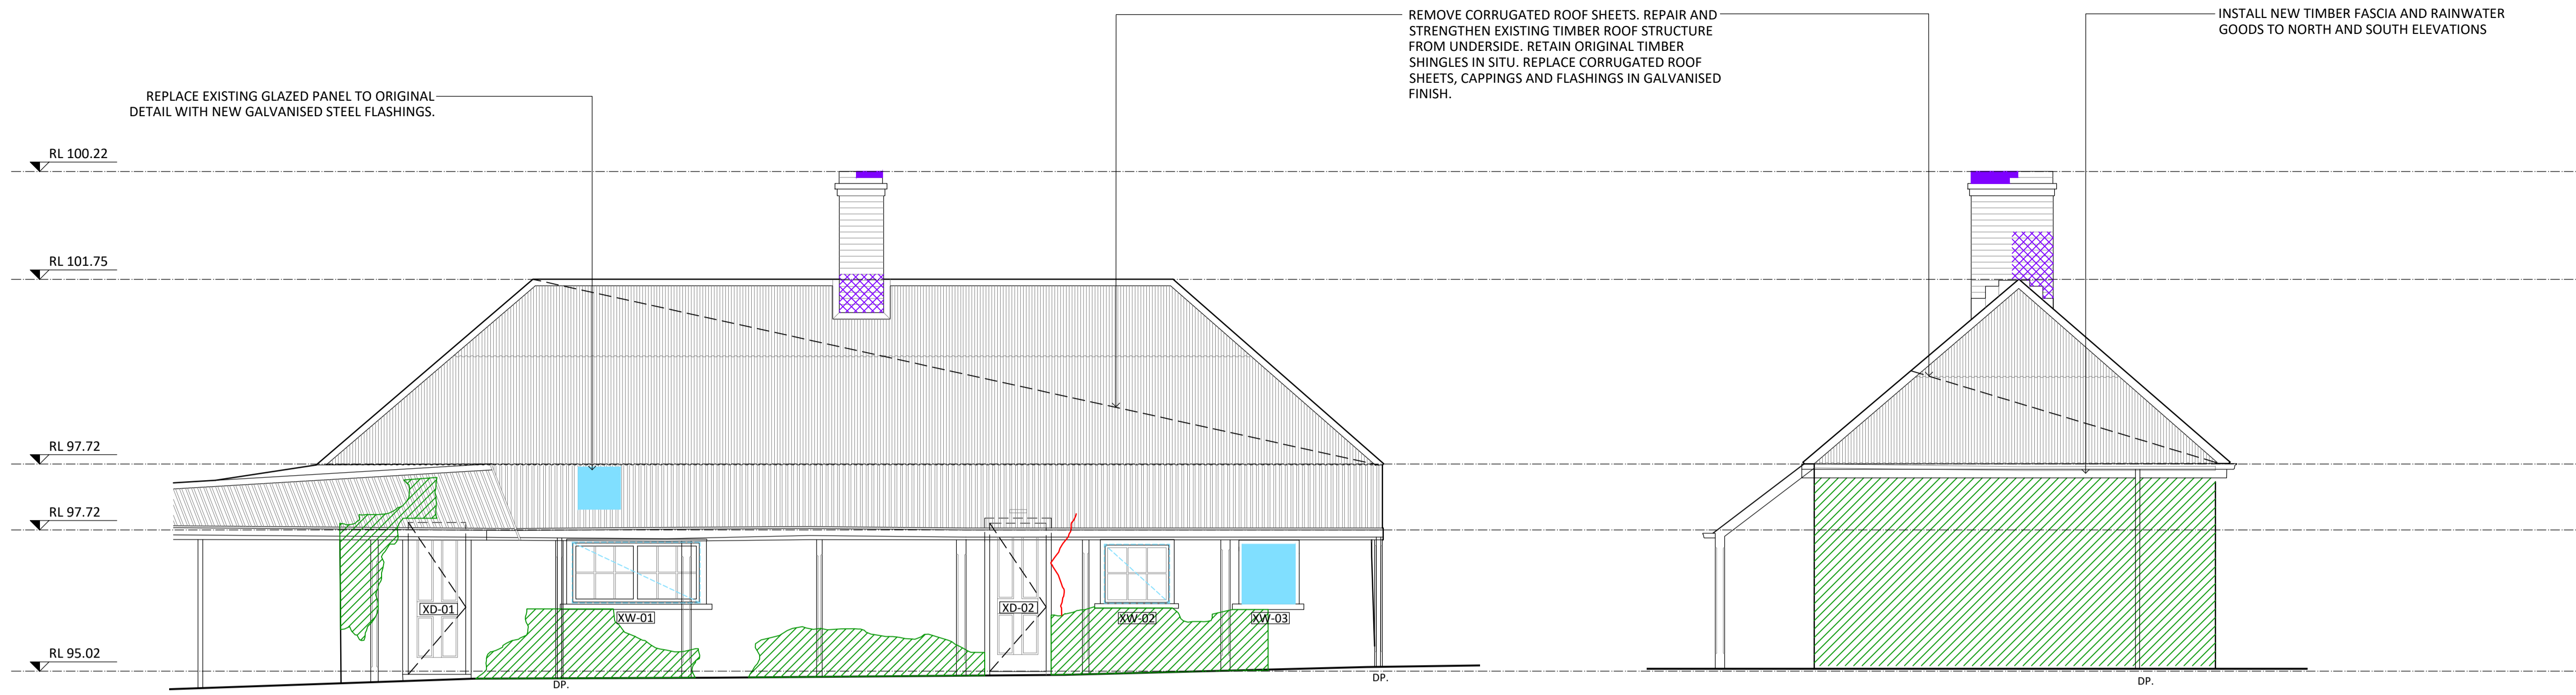 REPLACE EXISTING GLAZED PANEL TO ORIGINAL
DETAIL WITH NEW GALVANISED STEEL FLASHINGS.
REMOVE CORRUGATED ROOF SHEETS. REPAIR AND
STRENGTHEN EXISTING TIMBER ROOF STRUCTURE
FROM UNDERSIDE. RETAIN ORIGINAL TIMBER
SHINGLES IN SITU. REPLACE CORRUGATED ROOF
SHEETS, CAPPINGS AND FLASHINGS IN GALVANISED
FINISH.
INSTALL NEW TIMBER FASCIA AND RAINWATER
GOODS TO NORTH AND SOUTH ELEVATIONS
RL 100.22
RL 101.75
RL 97.72
RL 97.72
RL 95.02
XD-01
XW-01
XD-02
XW-02
XW-03
DP.
DP.
DP.